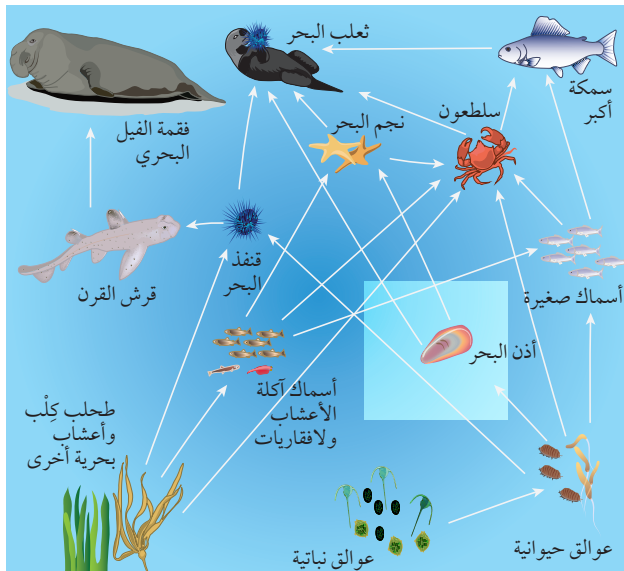 ثعلب البحر
سمكة
أكبر
سلطعون
نجم البحر
فقمة الفيل
البحري
قنفذ
البحر
قرش القرن
أسماك صغيرة
أذن البحر
أسماك آكلة
الأعشاب
ولافقاريات
طحلب كِلْب
وأعشاب
بحرية أخرى
عوالق نباتية
عوالق حيوانية